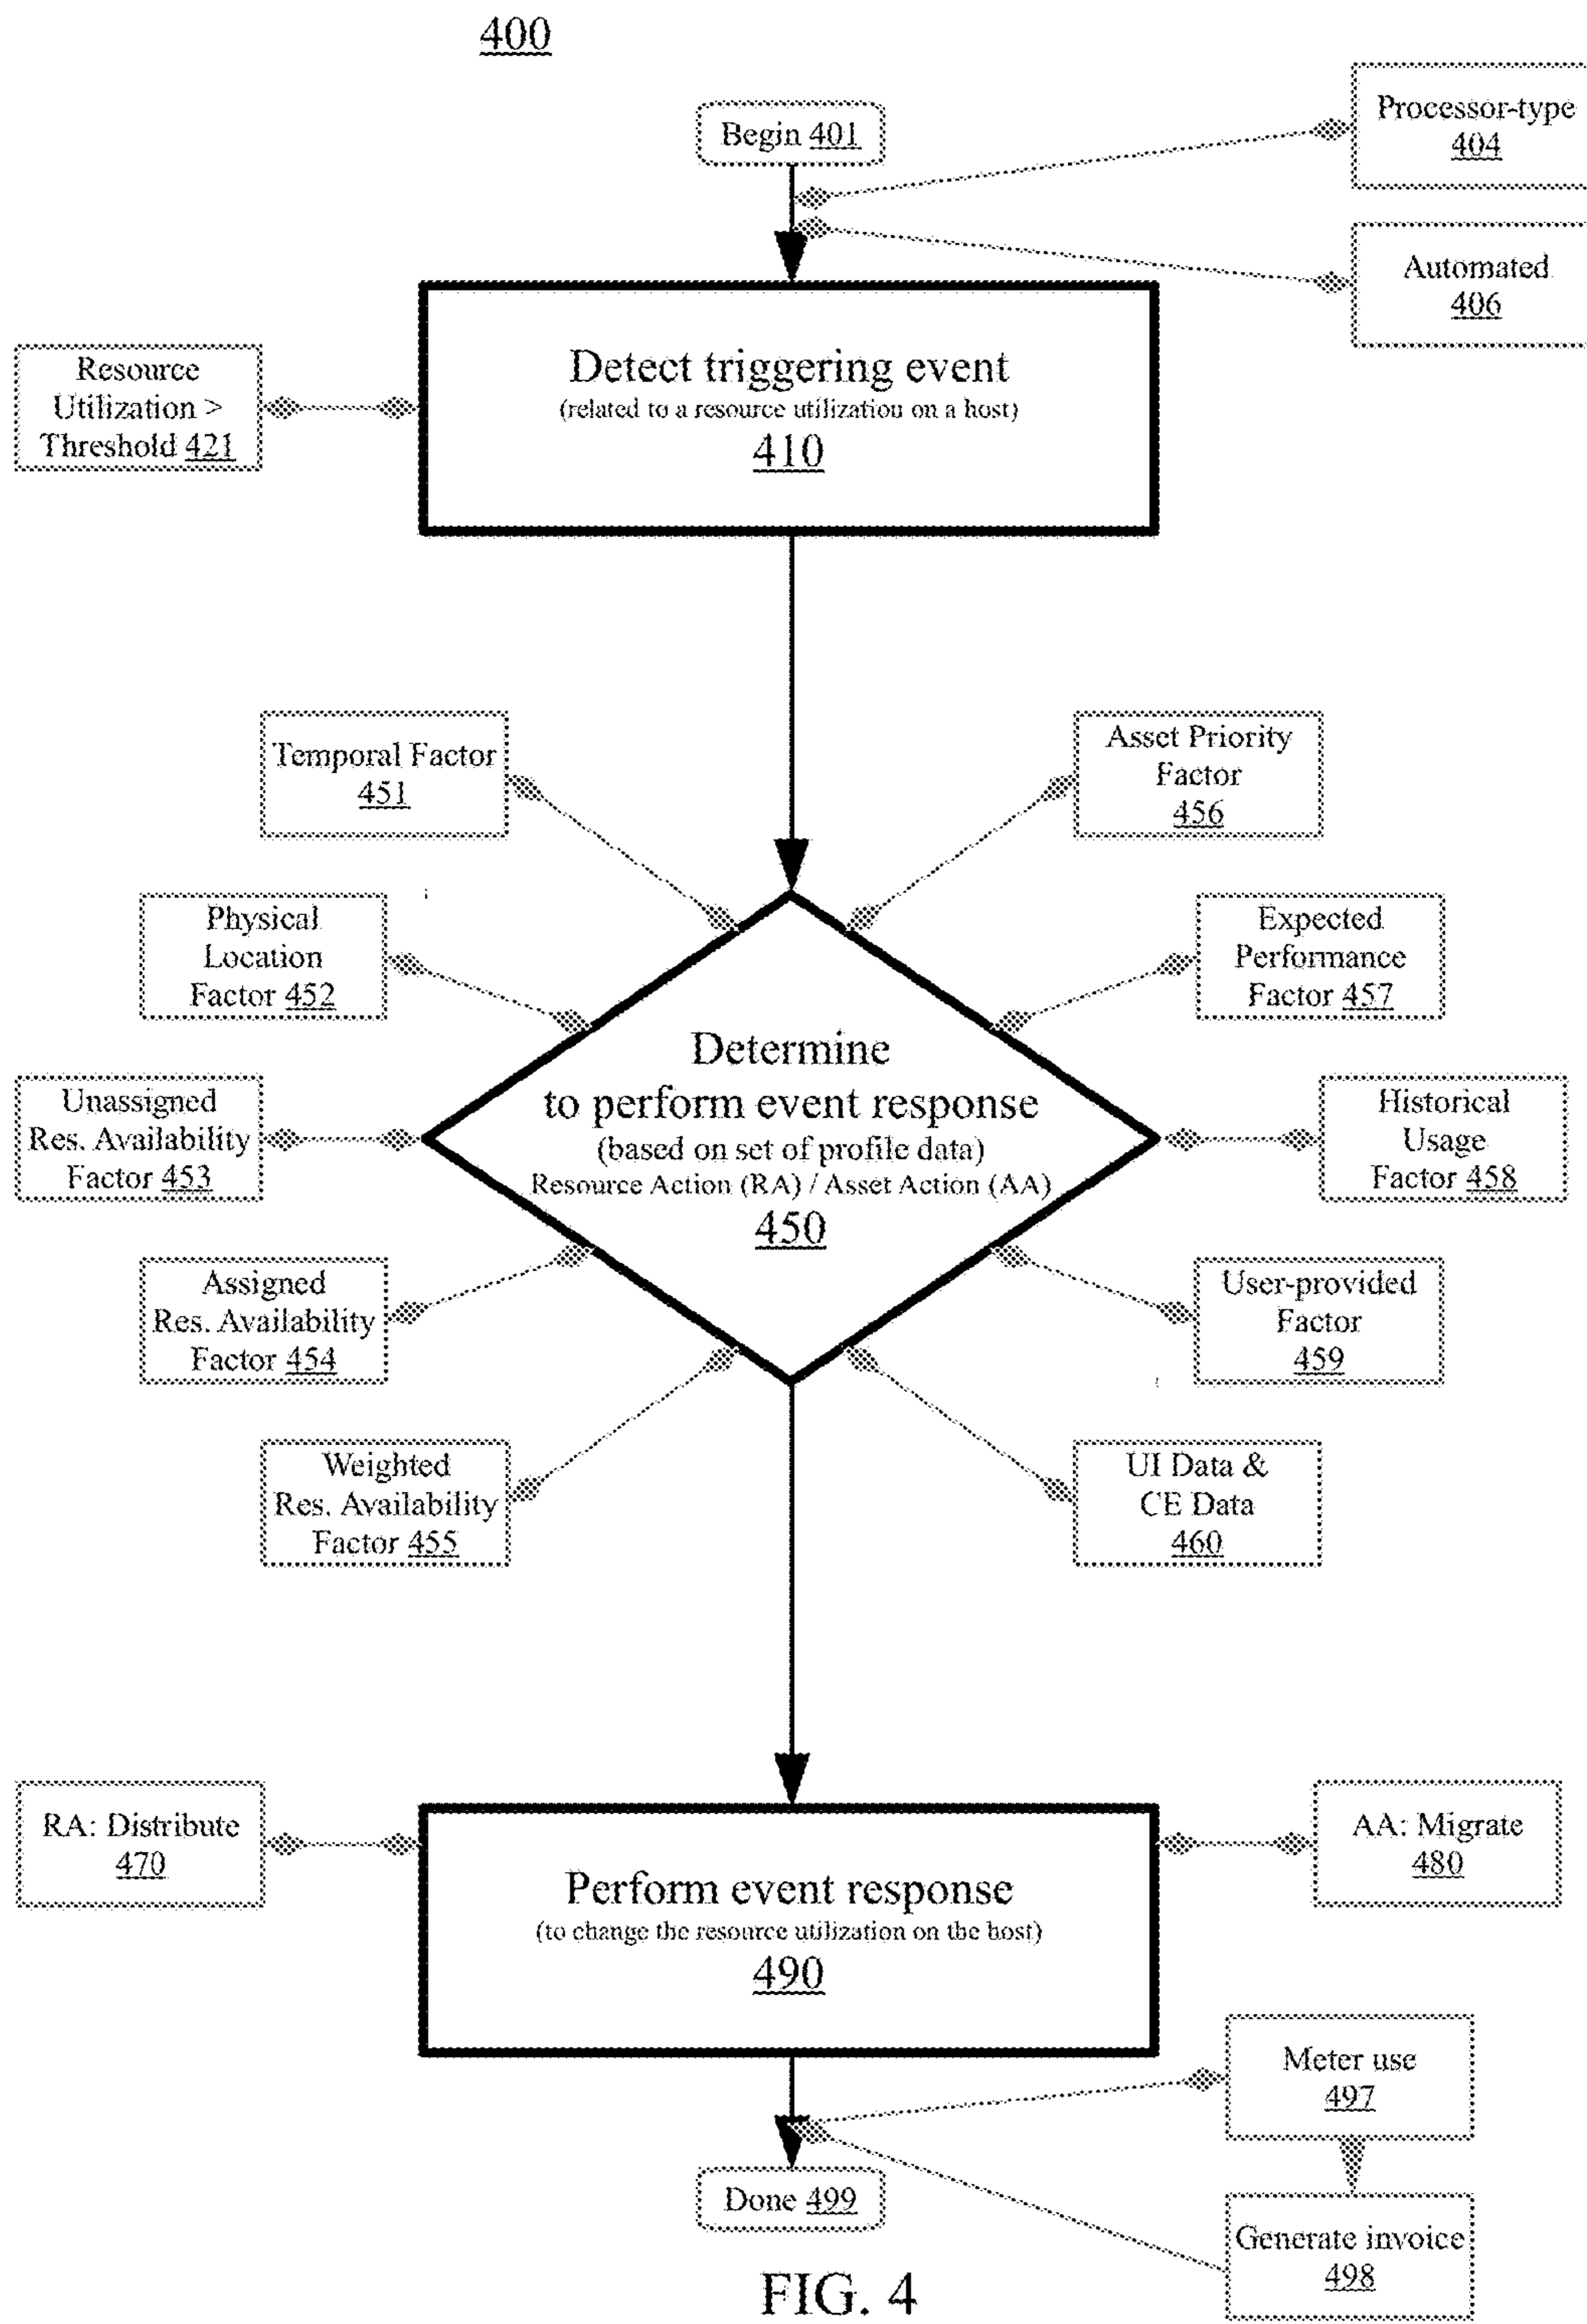 400
Begin 401
Processor-type
404
Automated
406
Detect triggering event
(related to a resource utilization on a host)
410
Resource
Utilization >
Threshold 421
Temporal Factor
451
Asset Priority
Factor
456
Physical
Location
Factor 452
Expected
Performance
Factor 457
Determine
to perform event response
(based on set of profile data)
Resource Action (RA) / Asset Action (AA)
450
Unassigned
Res. Availability
Factor 453
Historical
Usage
Factor 458
Assigned
Res. Availability
Factor 454
User-provided
Factor
459
Weighted
Res. Availability
Factor 455
UI Data &
CE Data
460
RA: Distribute
470
AA: Migrate
480
Perform event response
(to change the resource utilization on the host)
490
Meter use
497
Done 499
Generate invoice
498
FIG. 4